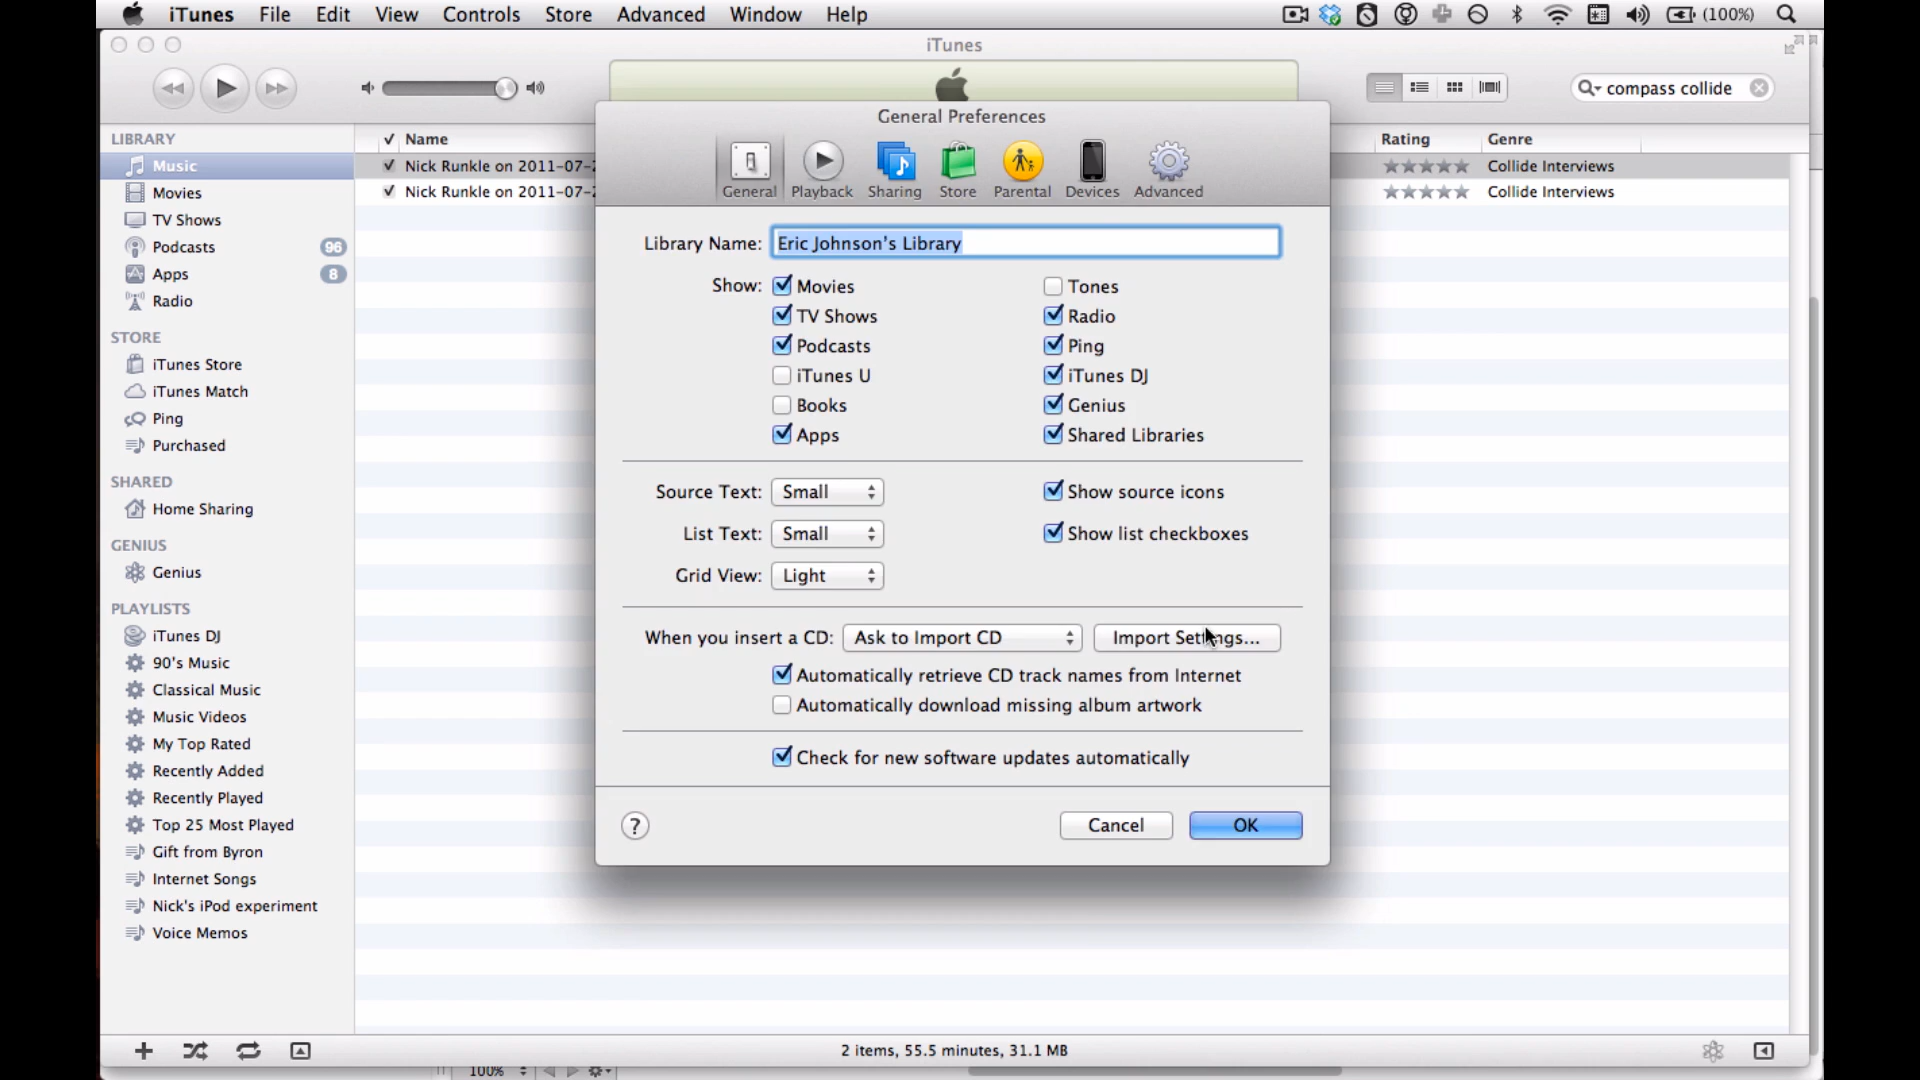 iTunes File Edit View Controls Store Advanced Window Help (100%)
iTunes
compass collide
LIBRARY
Music
Movies
TV Shows
Podcasts 96
Apps 8
Radio
STORE
iTunes Store
iTunes Match
Ping
Purchased
SHARED
Home Sharing
GENIUS
Genius
PLAYLISTS
iTunes DJ
90's Music
Classical Music
Music Videos
My Top Rated
Recently Added
Recently Played
Top 25 Most Played
Gift from Byron
Internet Songs
Nick's iPod experiment
Voice Memos
✓ Name Rating Genre
Nick Runkle on 2011-07- Collide Interviews
Nick Runkle on 2011-07- Collide Interviews
General Preferences
General Playback Sharing Store Parental Devices Advanced
Library Name: Eric Johnson's Library
Show: Movies Tones
TV Shows Radio
Podcasts Ping
iTunes U iTunes DJ
Books Genius
Apps Shared Libraries
Source Text: Small Show source icons
List Text: Small Show list checkboxes
Grid View: Light
When you insert a CD: Ask to Import CD Import Settings...
Automatically retrieve CD track names from Internet
Automatically download missing album artwork
Check for new software updates automatically
? Cancel OK
2 items, 55.5 minutes, 31.1 MB
100%